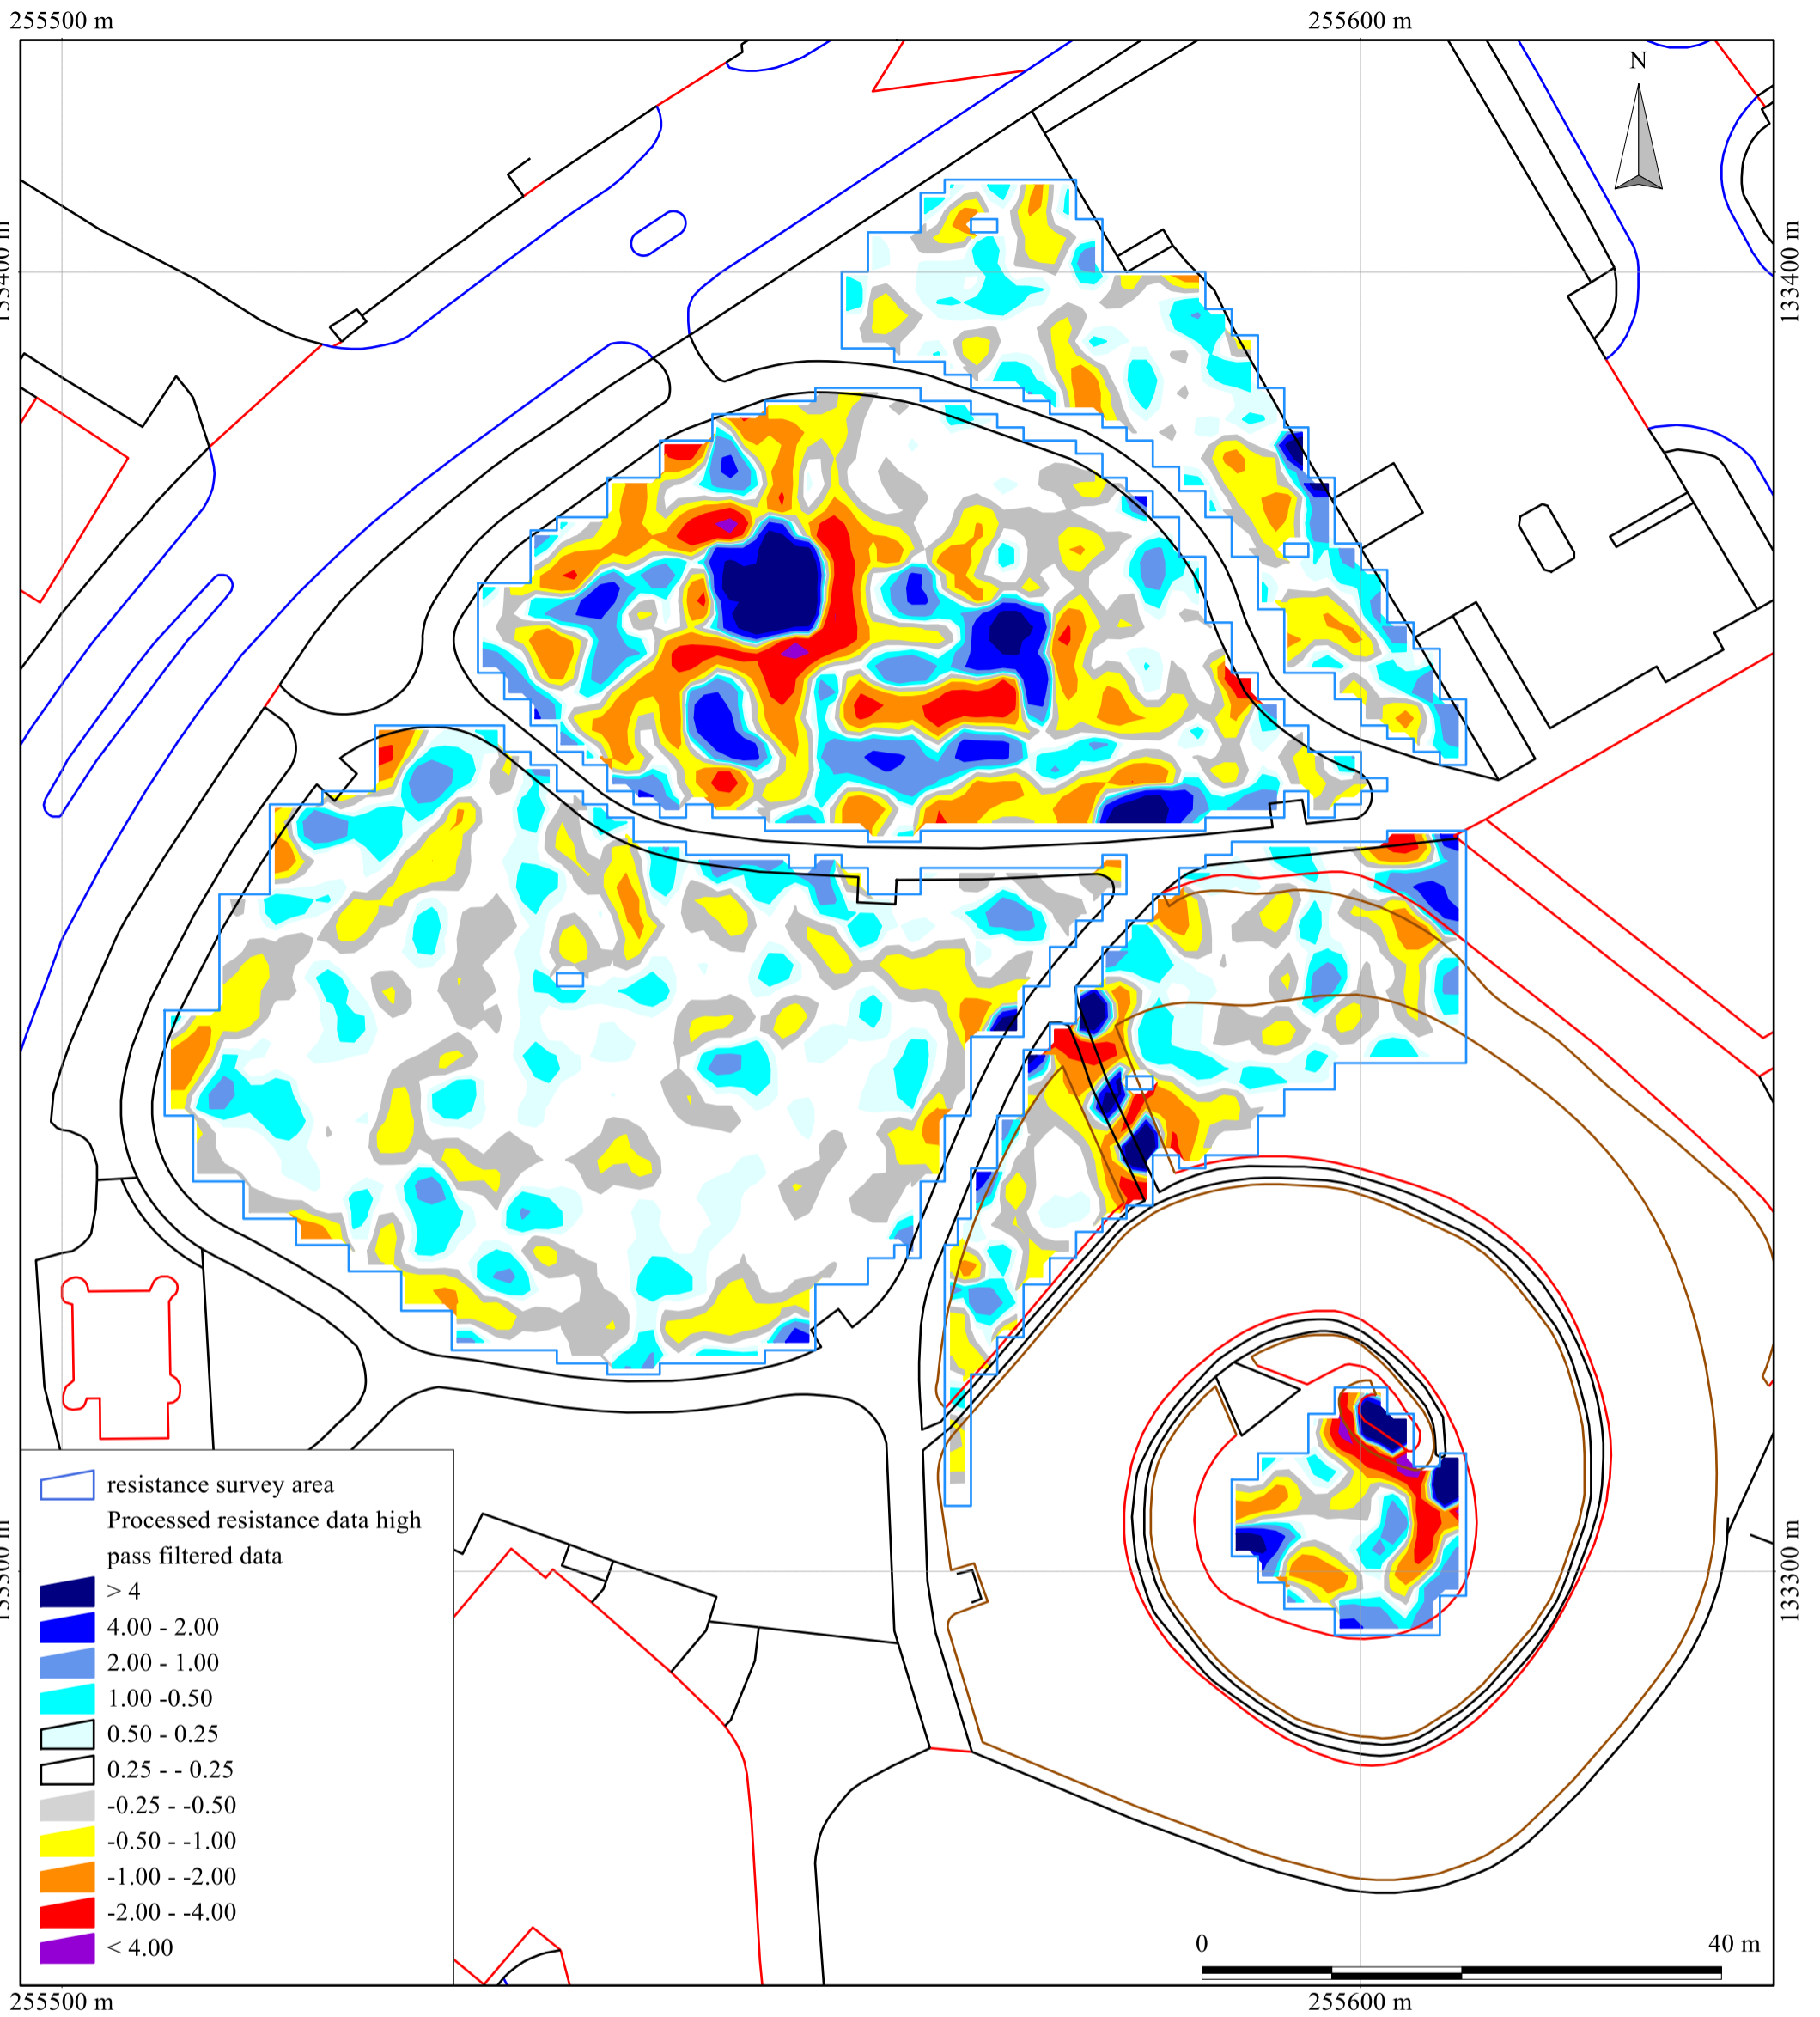 255500 m
255600 m
N
133400 m
133400 m
resistance survey area
Processed resistance data high
pass filtered data
> 4
4.00 - 2.00
2.00 - 1.00
1.00 -0.50
0.50 - 0.25
0.25 - - 0.25
-0.25 - -0.50
-0.50 - -1.00
-1.00 - -2.00
-2.00 - -4.00
< 4.00
133300 m
133300 m
0
40 m
255500 m
255600 m